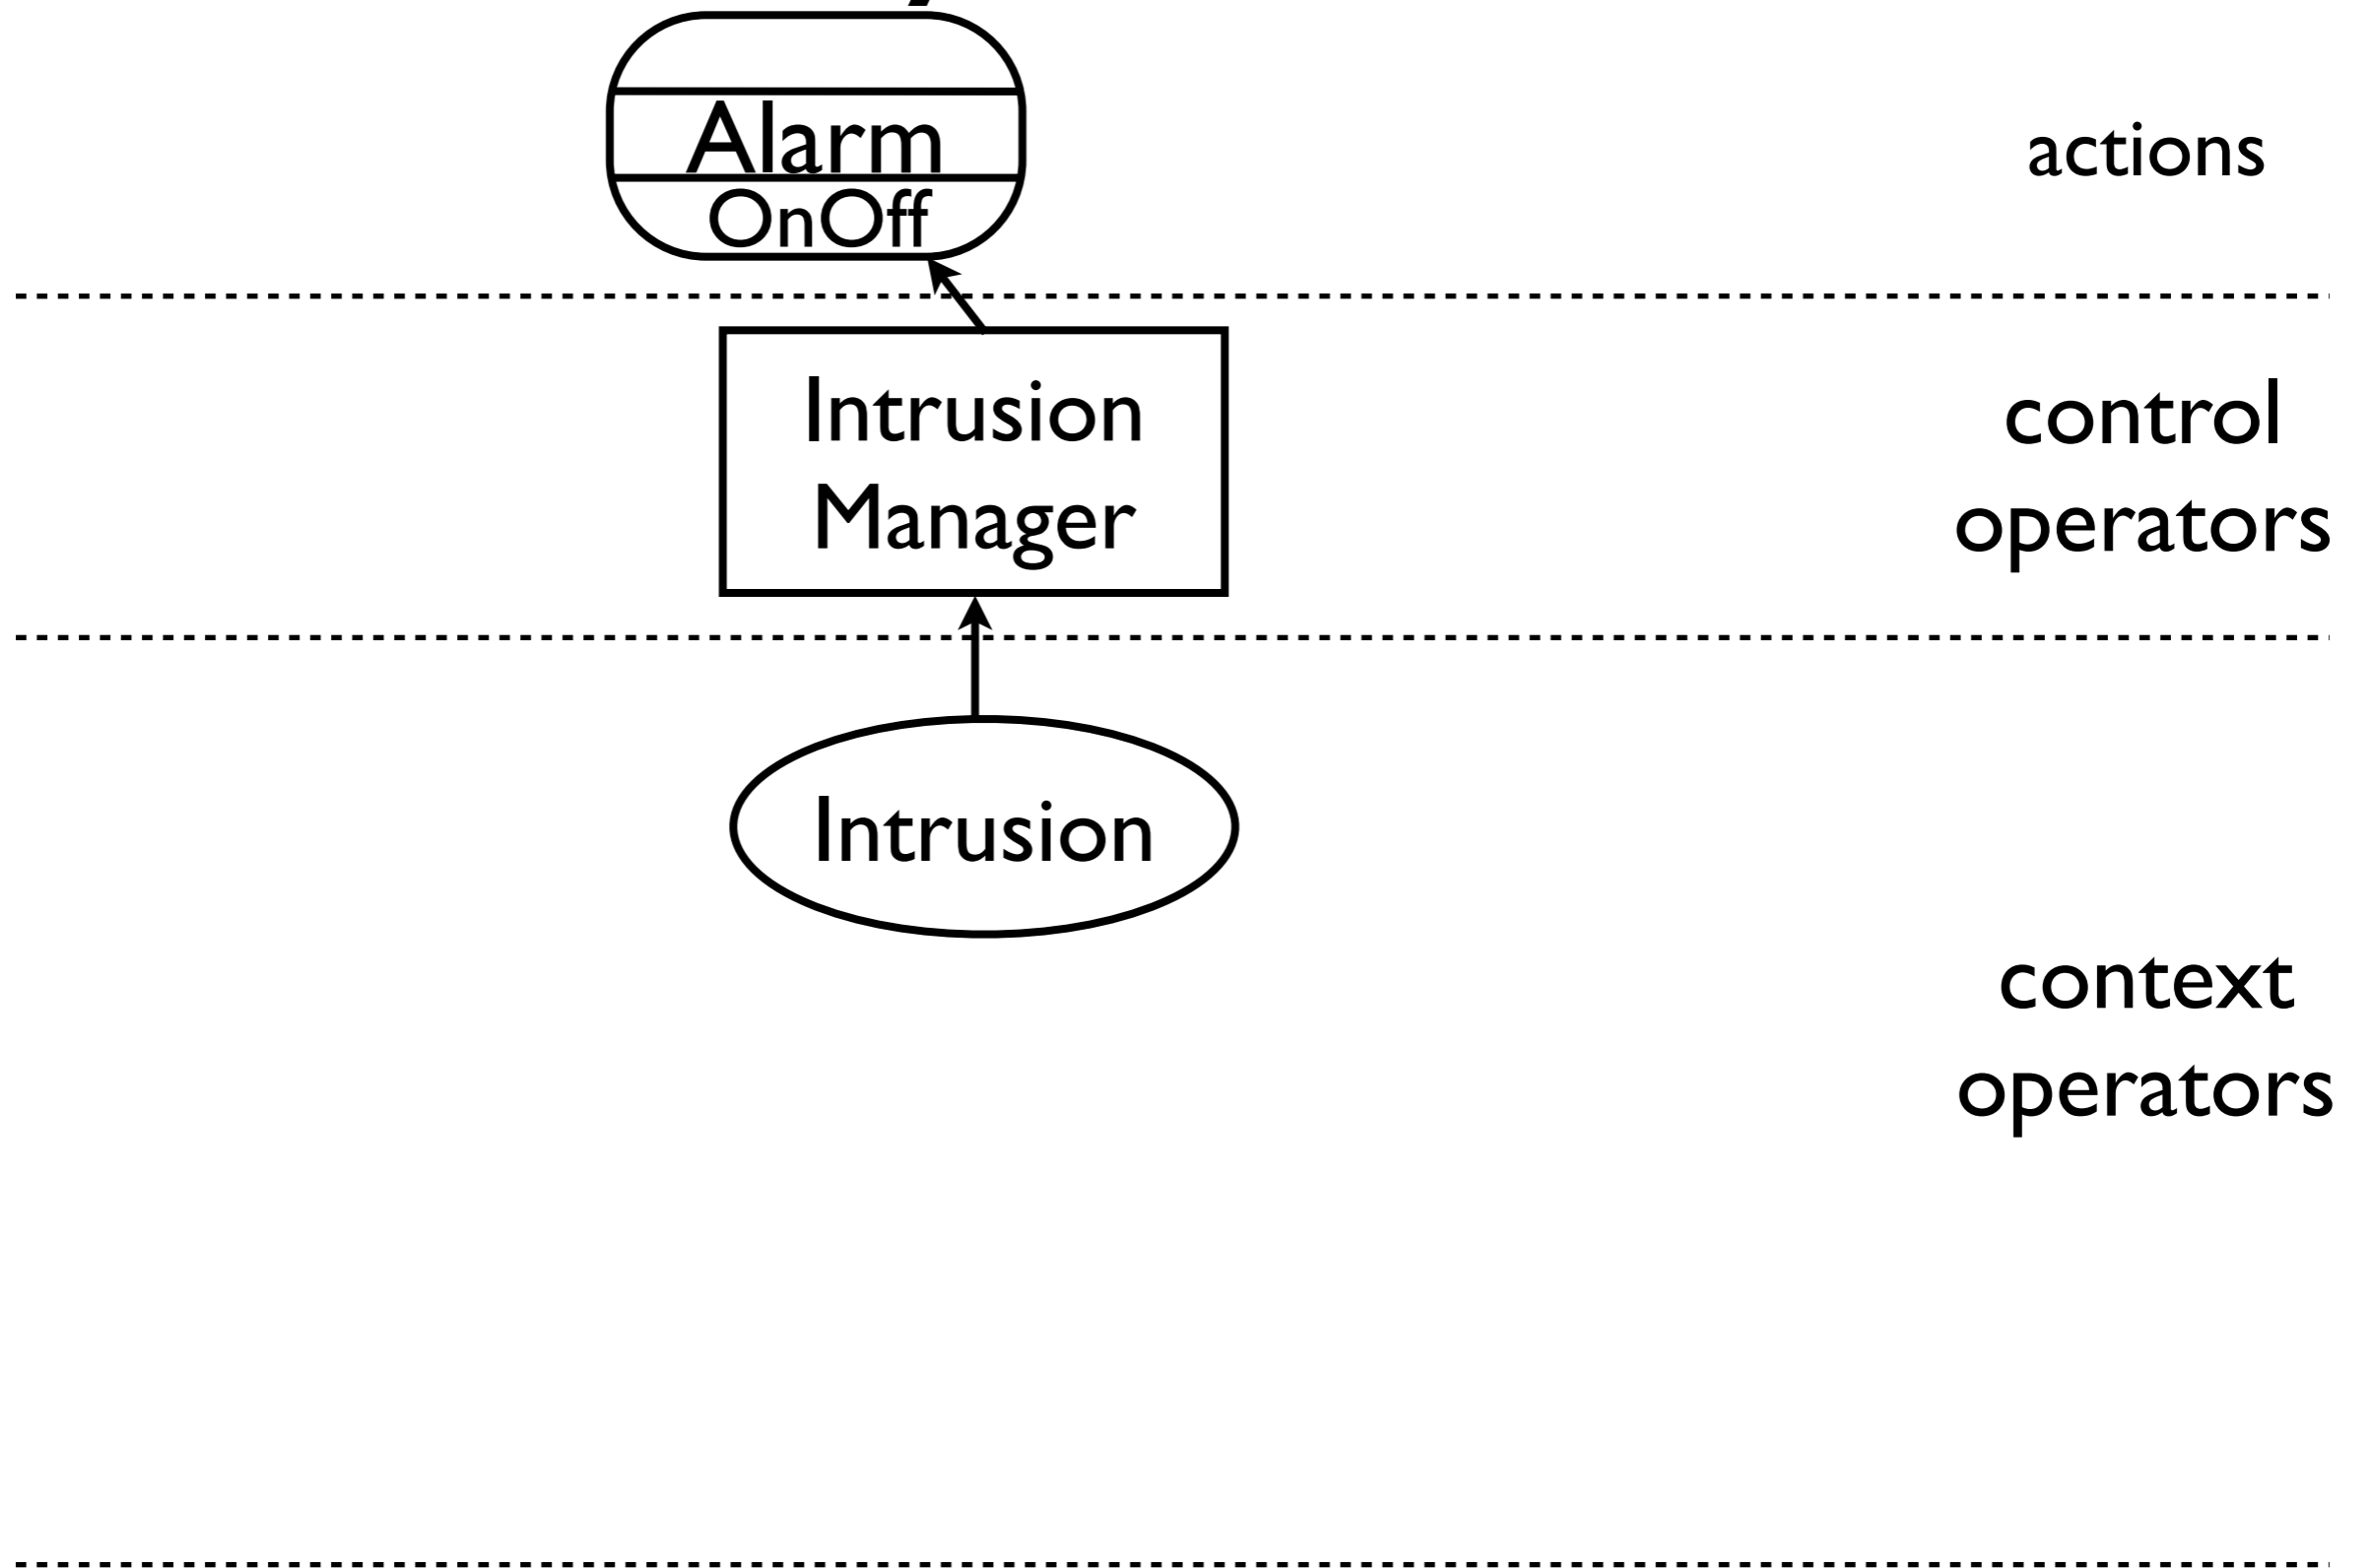 Alarm
OnOff
actions
Intrusion
Manager
control
operators
Intrusion
context
operators